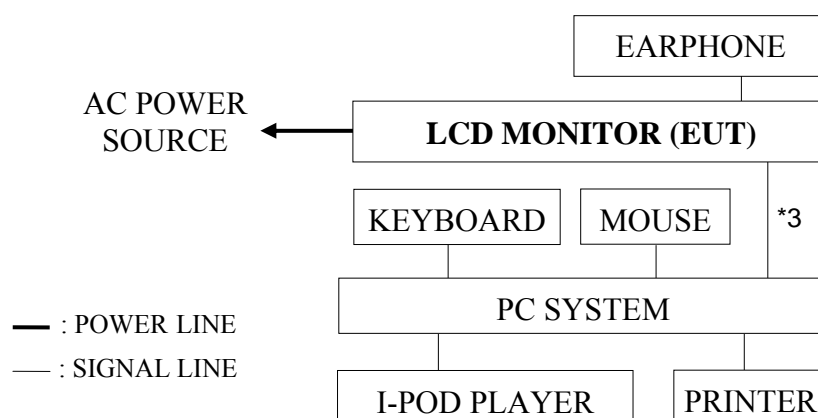 EARPHONE
AC POWER
SOURCE
LCD MONITOR (EUT)
KEYBOARD
MOUSE
*3
PC SYSTEM
: POWER LINE
: SIGNAL LINE
I-POD PLAYER
PRINTER